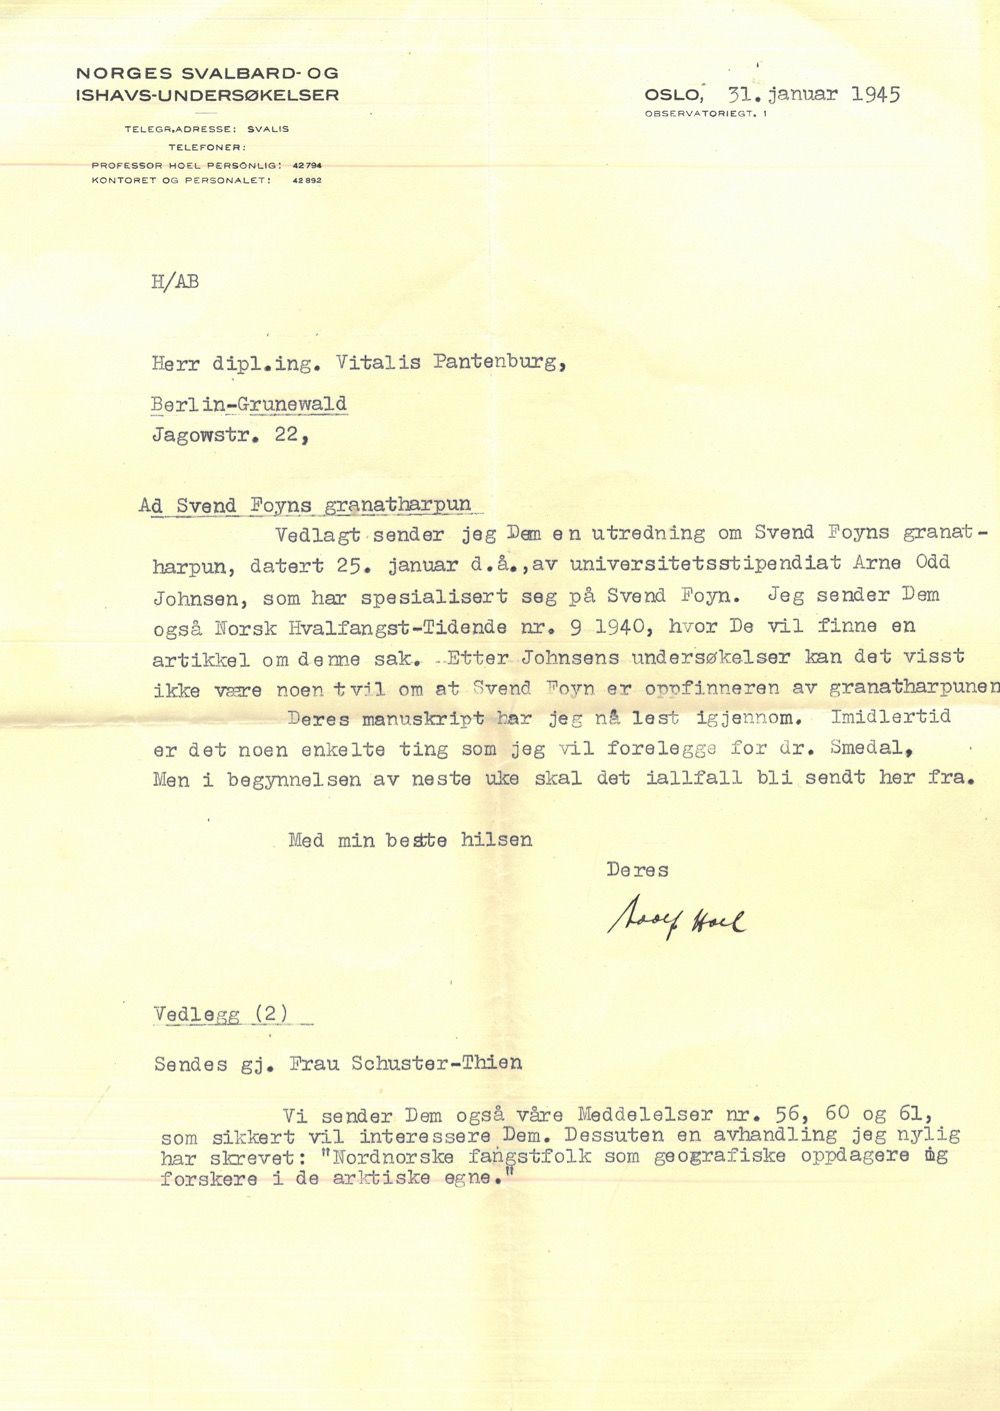 NORGES SVALBARD- OG
ISHAVS-UNDERSØKELSER
TELEGR.ADRESSE: SVALIS
TELEFONER:
PROFESSOR HOEL PERSONLIG: 42794
KONTORET OG PERSONALET: 42892
OSLO, 31. januar 1945
OBSERVATORIEGT. 1
H/AB
Herr dipl.ing. Vitalis Pantenburg,
Berlin-Grunewald
Jagowstr. 22,
Ad Svend Foyns granatharpun
Vedlagt sender jeg Dem en utredning om Svend Foyns granat-
harpun, datert 25. januar d.å.,av universitetsstipendiat Arne Odd
Johnsen, som har spesialisert seg på Svend Foyn. Jeg sender Dem
også Norsk Hvalfangst-Tidende nr. 9 1940, hvor De vil finne en
artikkel om denne sak. Etter Johnsens undersøkelser kan det visst
ikke være noen tvil om at Svend Foyn er oppfinneren av granatharpunen
Deres manuskript har jeg nå lest igjennom. Imidlertid
er det noen enkelte ting som jeg vil forelegge for dr. Smedal,
Men i begynnelsen av neste uke skal det iallfall bli sendt her fra.
Med min beste hilsen
Deres
Adolf Hoel
Vedlegg (2)
Sendes gj. Frau Schuster-Thien
Vi sender Dem også våre Meddelelser nr. 56, 60 og 61,
som sikkert vil interessere Dem. Dessuten en avhandling jeg nylig
har skrevet: "Nordnorske fangstfolk som geografiske oppdagere og
forskere i de arktiske egne."